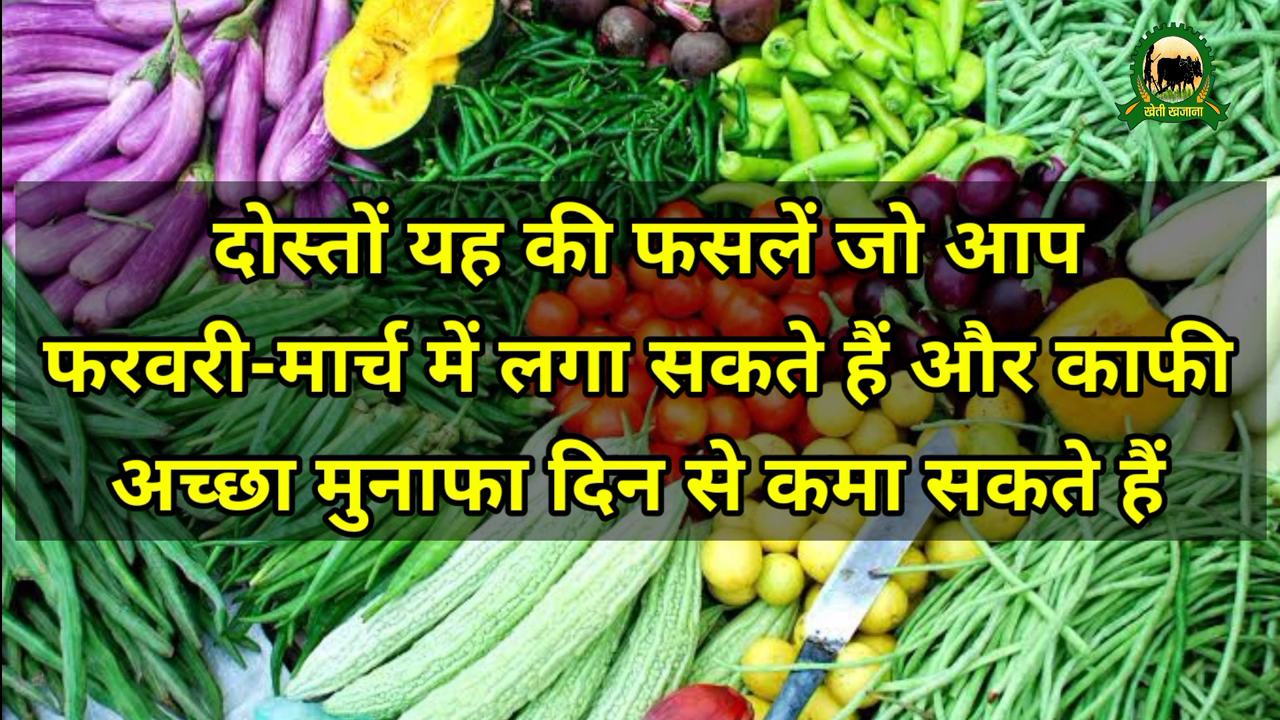 खेती खजाना
दोस्तों यह की फसलें जो आप
फरवरी-मार्च में लगा सकते हैं और काफी
अच्छा मुनाफा दिन से कमा सकते हैं